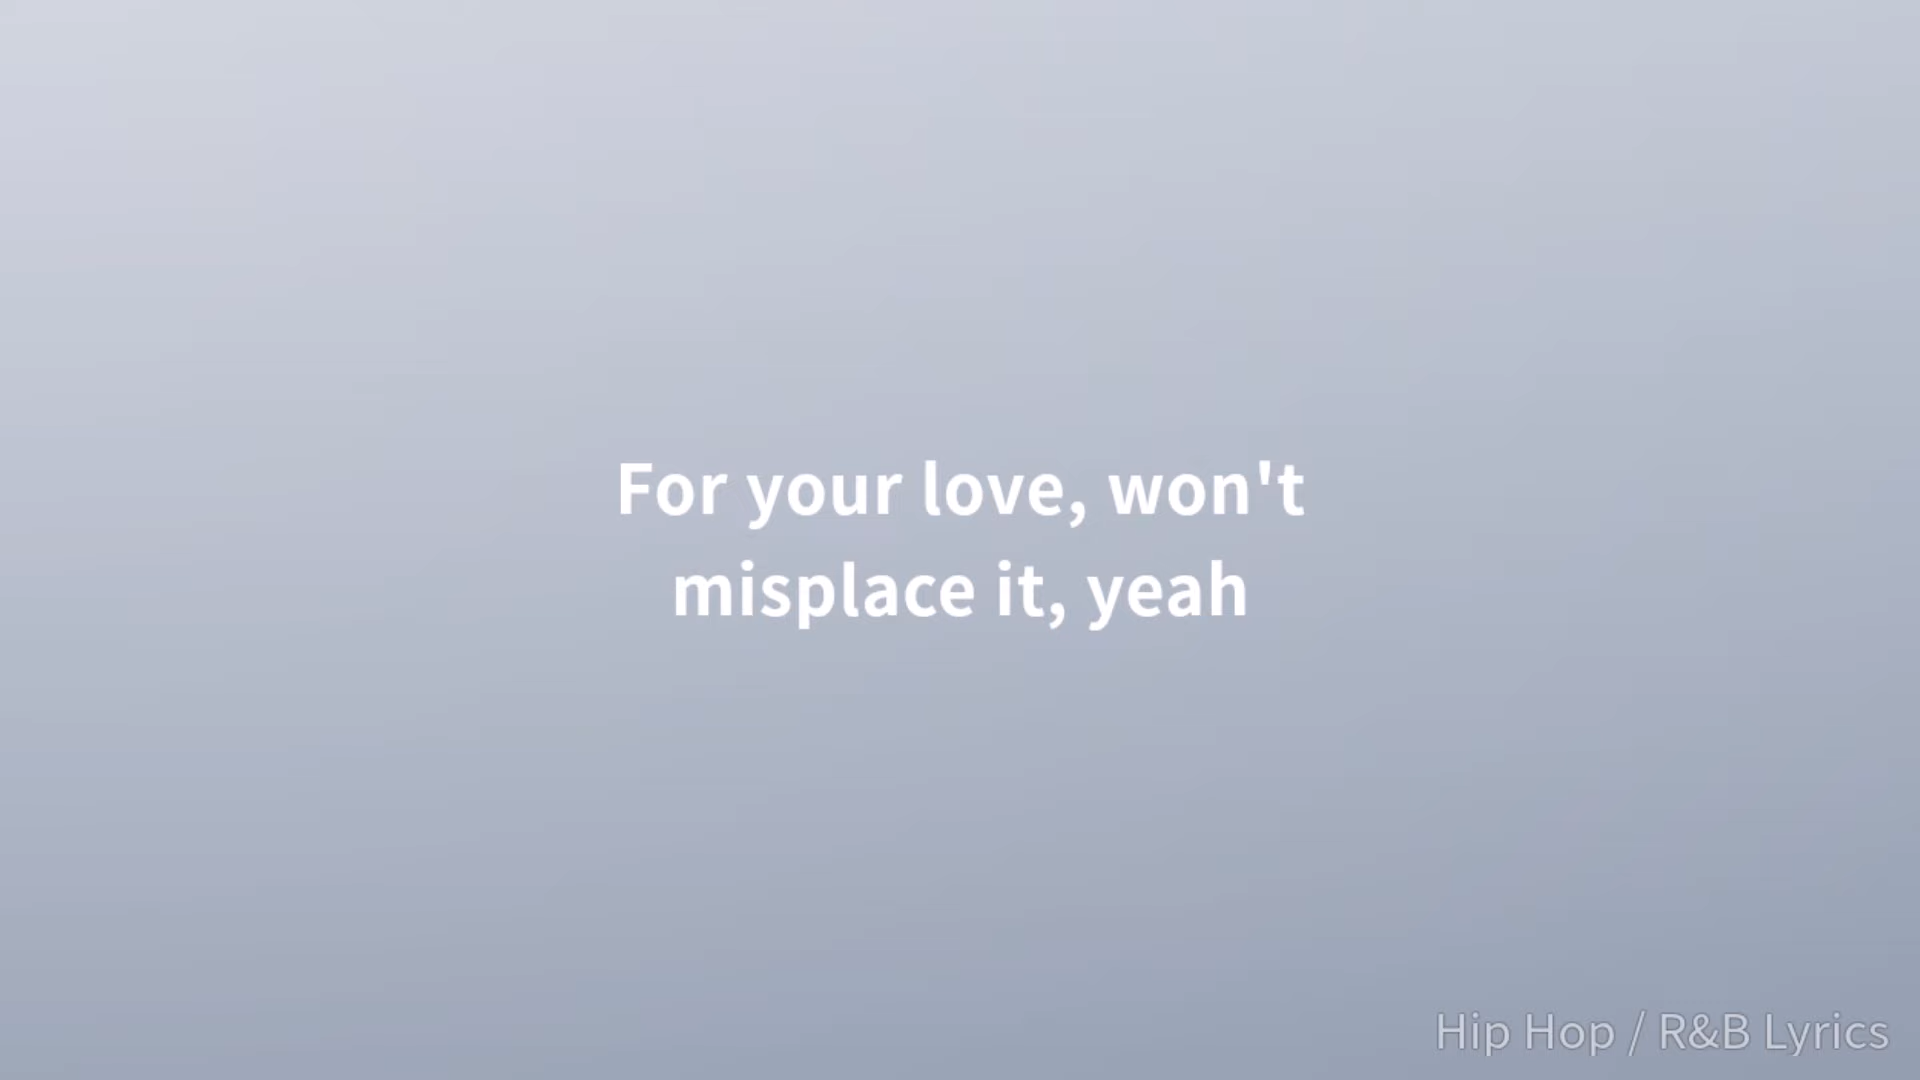 For your love, won't
misplace it, yeah
Hip Hop / R&B Lyrics